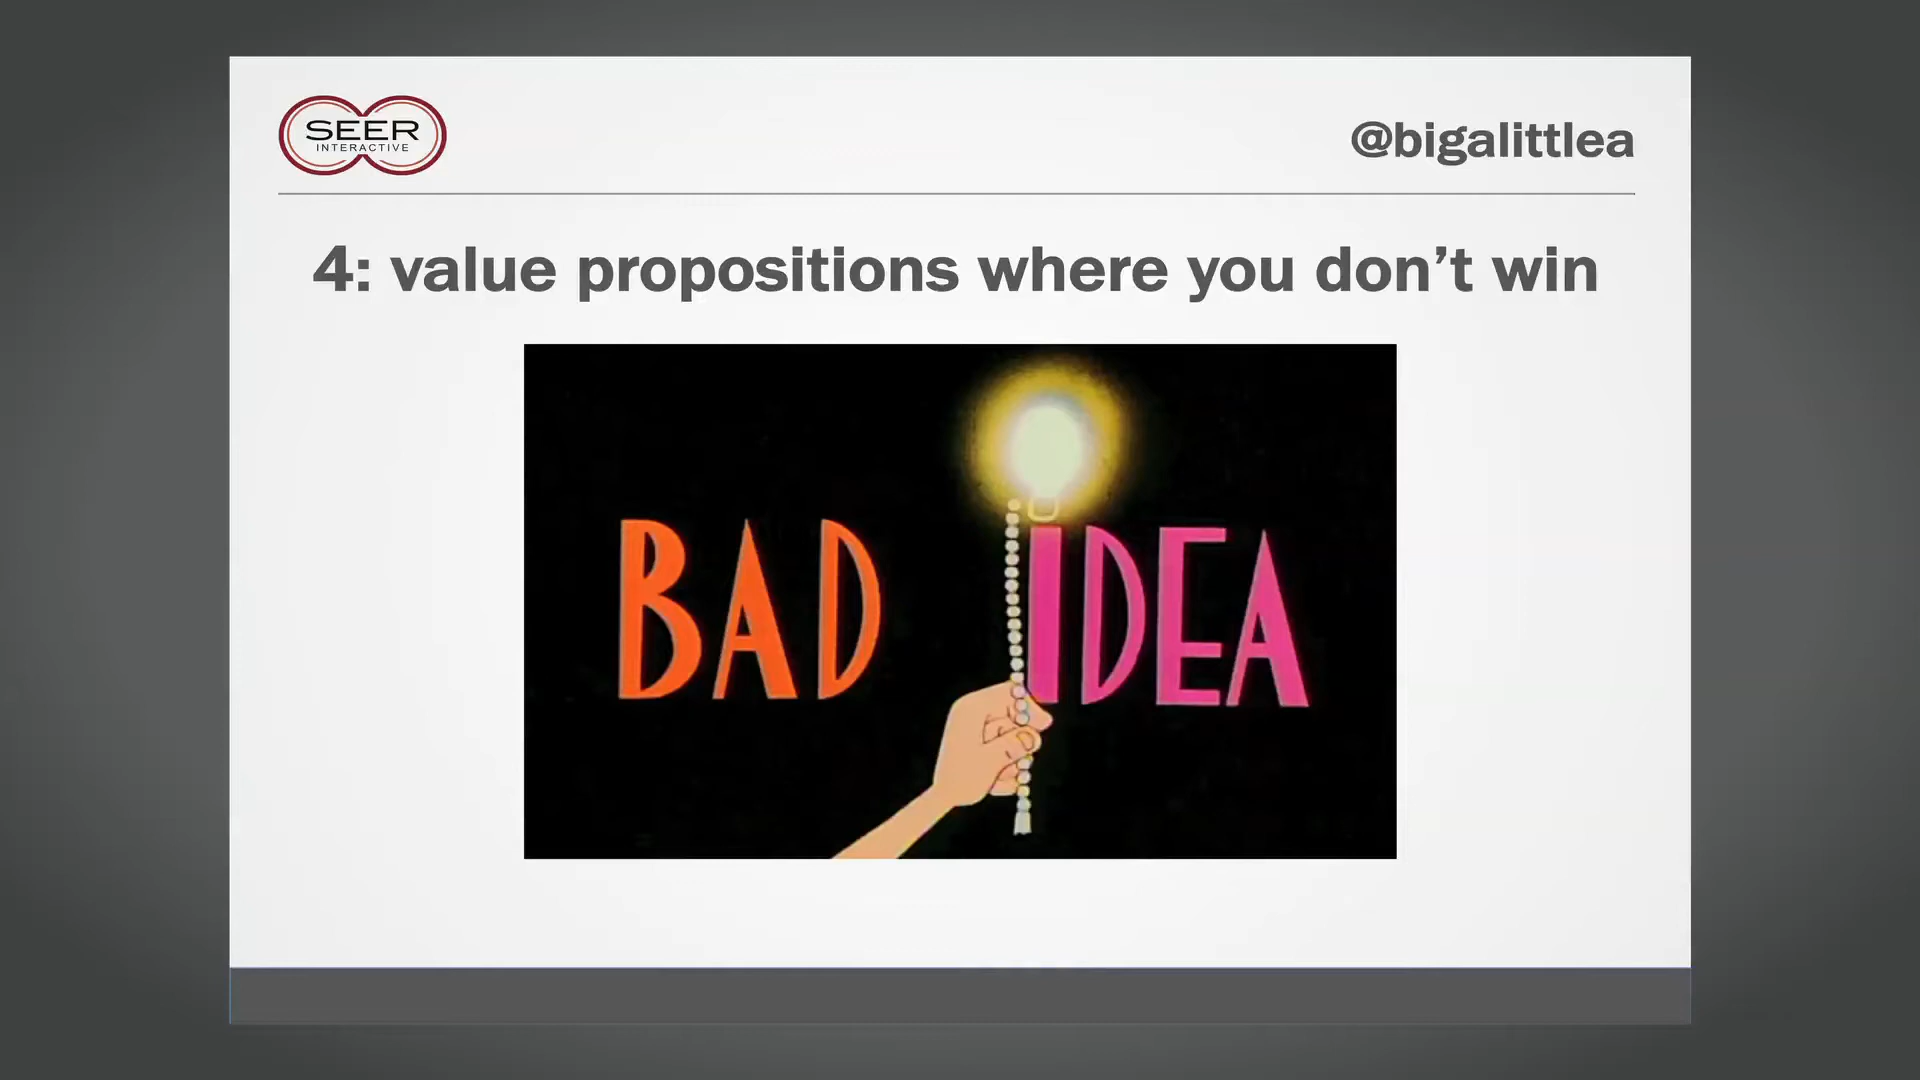 SEER
INTERACTIVE
@bigalittlea
4: value propositions where you don’t win
BAD IDEA